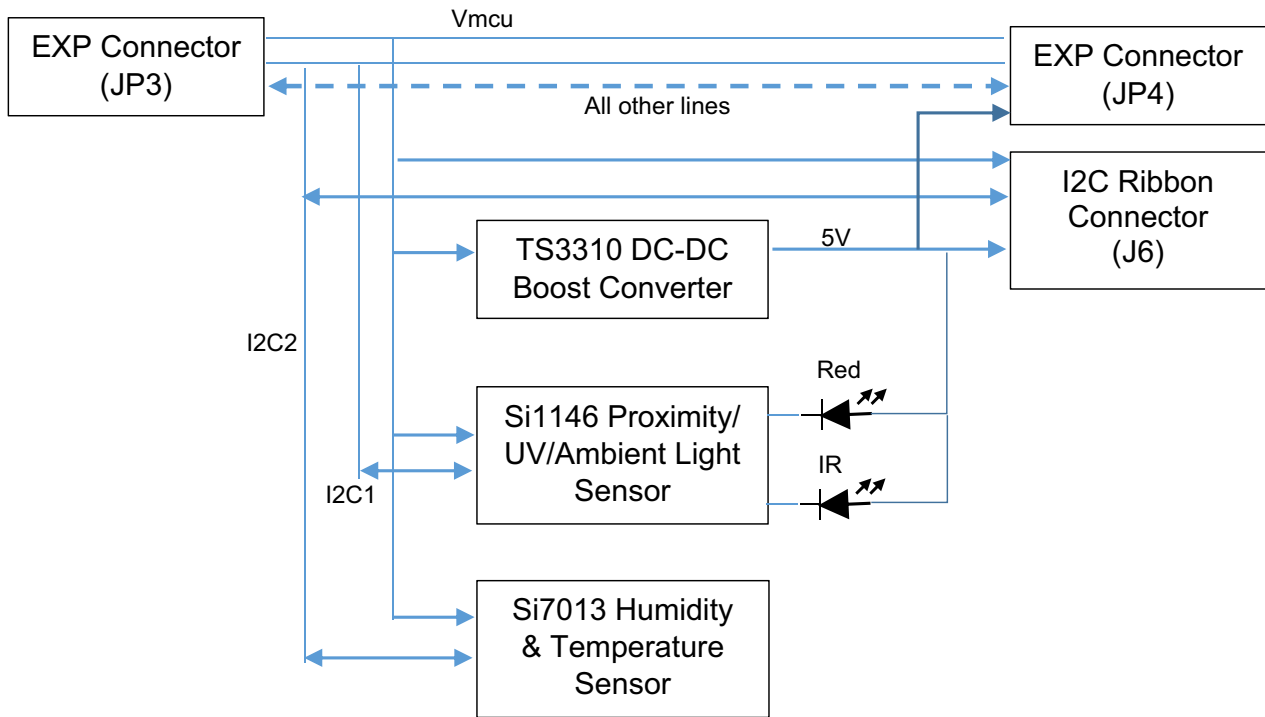 Vmcu
EXP Connector
(JP3)
EXP Connector
(JP4)
All other lines
I2C Ribbon
Connector
(J6)
TS3310 DC-DC
Boost Converter
5V
I2C2
Red
Si1146 Proximity/
UV/Ambient Light
Sensor
IR
I2C1
Si7013 Humidity
& Temperature
Sensor